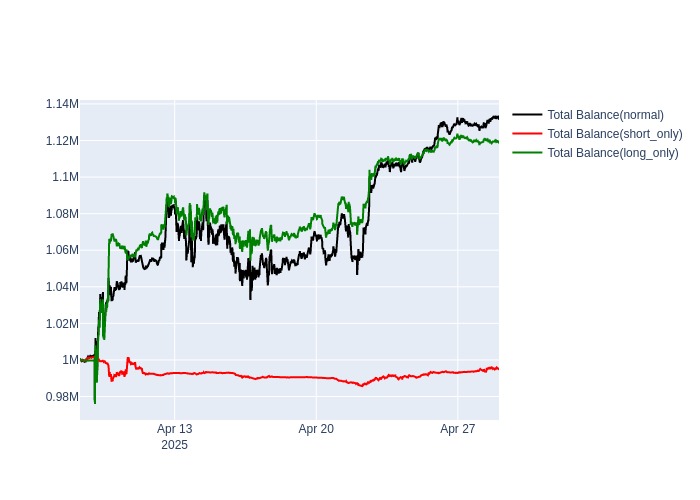 1.14M
1.12M
1.1M
1.08M
1.06M
1.04M
1.02M
1M
0.98M
Apr 13
2025
Apr 20
Apr 27
Total Balance(normal)
Total Balance(short_only)
Total Balance(long_only)